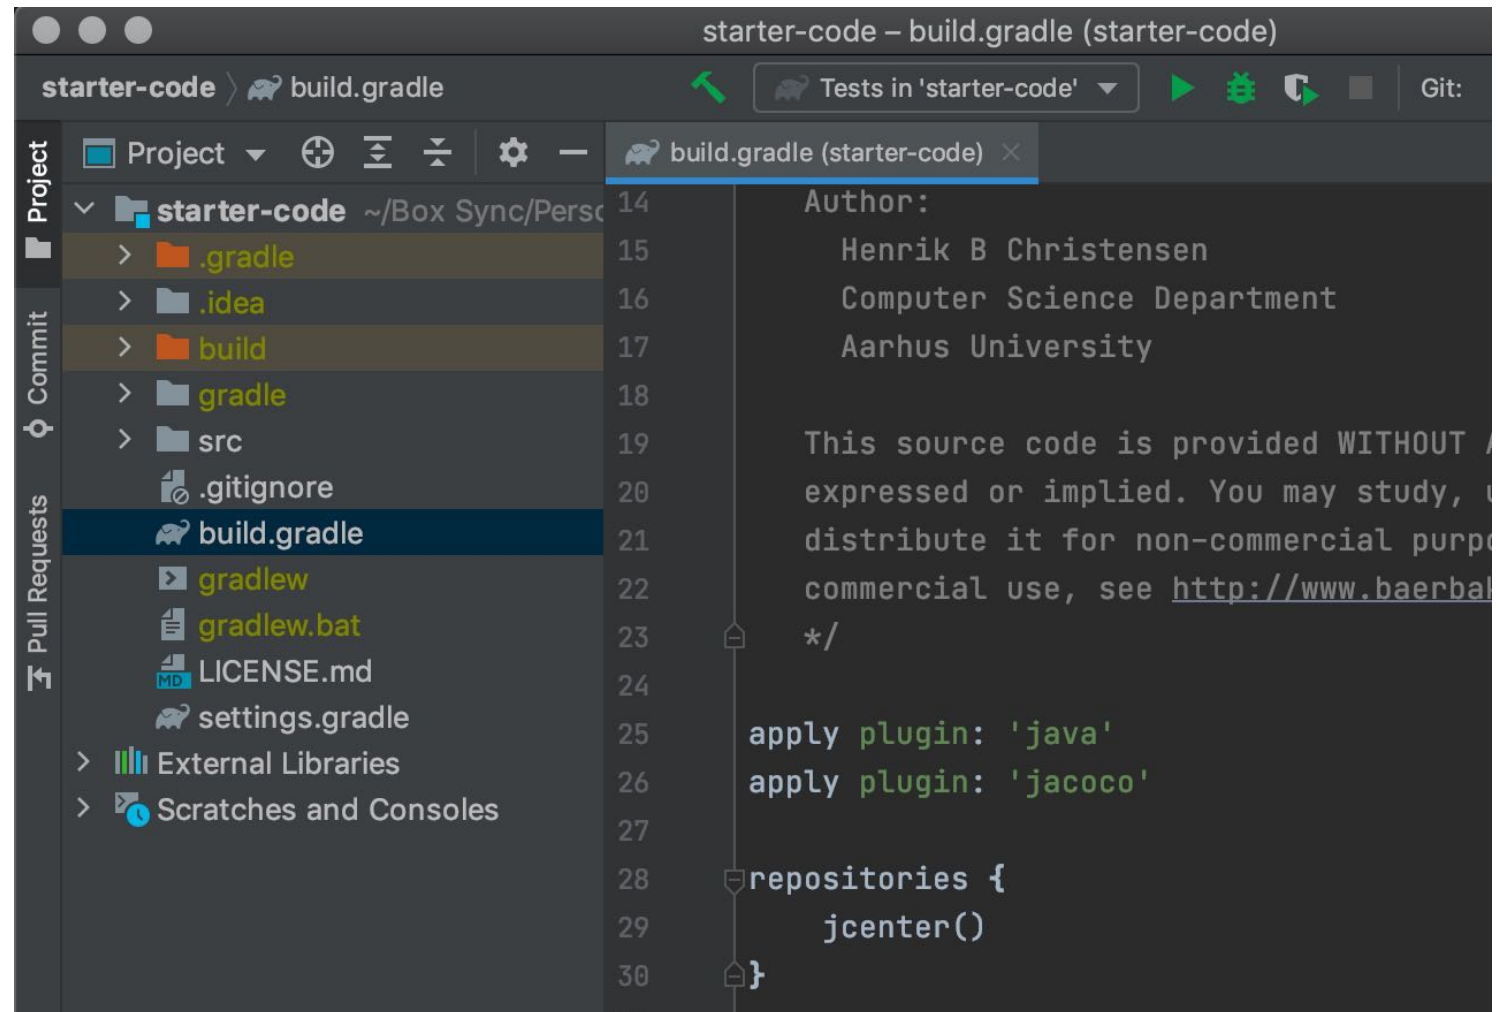 starter-code – build.gradle (starter-code)
starter-code build.gradle Tests in 'starter-code' Git:
Project
Commit
Pull Requests
Project
starter-code ~/Box Sync/Perso
.gradle
.idea
build
gradle
src
.gitignore
build.gradle
gradlew
gradlew.bat
MD LICENSE.md
settings.gradle
External Libraries
Scratches and Consoles
build.gradle (starter-code)
14 Author:
15 Henrik B Christensen
16 Computer Science Department
17 Aarhus University
18
19 This source code is provided WITHOUT
20 expressed or implied. You may study,
21 distribute it for non-commercial purpo
22 commercial use, see http://www.baerbak
23 */
24
25 apply plugin: 'java'
26 apply plugin: 'jacoco'
27
28 repositories {
29 jcenter()
30 }